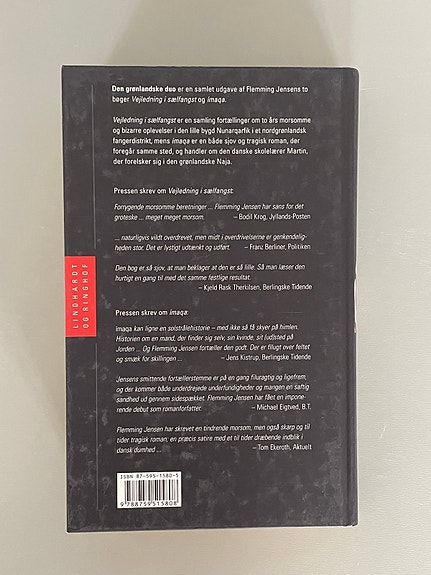 Den grønlandske duo er en samlet udgave af Flemming Jensens to
bøger Vejledning i sælfangst og imaqa.
Vejledning i sælfangst er en samling fortællinger om to års morsomme
og bizarre oplevelser i den lille bygd Nunarqarfik i et nordgrønlandsk
fangerdistrikt, mens imaqa er en både sjov og tragisk roman, der
foregår samme sted, og handler om den danske skolelærer Martin,
der forelsker sig i den grønlandske Naja.
Pressen skrev om Vejledning i sælfangst:
Forrygende morsomme beretninger ... Flemming Jensen har sans for det
groteske ... meget meget morsom. – Bodil Krog, Jyllands-Posten
... naturligvis vildt overdrevet, men midt i overdrivelserne er genkendelig-
heden stor. Det er lystigt udtænkt og udført. – Franz Berliner, Politiken
Den bog er så sjov, at man beklager at den er så lille. Så man læser den
hurtigt en gang til med det samme festlige resultat.
– Kjeld Rask Therkilsen, Berlingske Tidende
Pressen skrev om imaqa:
imaqa kan ligne en solstrålehistorie – med ikke så få skyer på himlen.
Historien om en mand, der finder sig selv, sin kvinde, sit (ud)sted på
Jorden ... Og Flemming Jensen fortæller den godt. Der er filugt over feltet
og smæk for skillingen ... – Jens Kistrup, Berlingske Tidende
Jensens smittende fortællerstemme er på en gang filuragtig og ligefrem,
og der kommer både underdrejede underfundigheder og mangen en saftig
sandhed ud gennem sidespækket. Flemming Jensen har fået en impone-
rende debut som romanforfatter. – Michael Eigtved, B.T.
Flemming Jensen har skrevet en tindrende morsom, men også skarp og til
tider tragisk roman; en præcis satire med et til tider dræbende indblik i
dansk dumhed ... – Tom Ekeroth, Aktuelt
LINDHARDT
OG RINGHOF
ISBN 87-595-1580-5
9 788759 515808